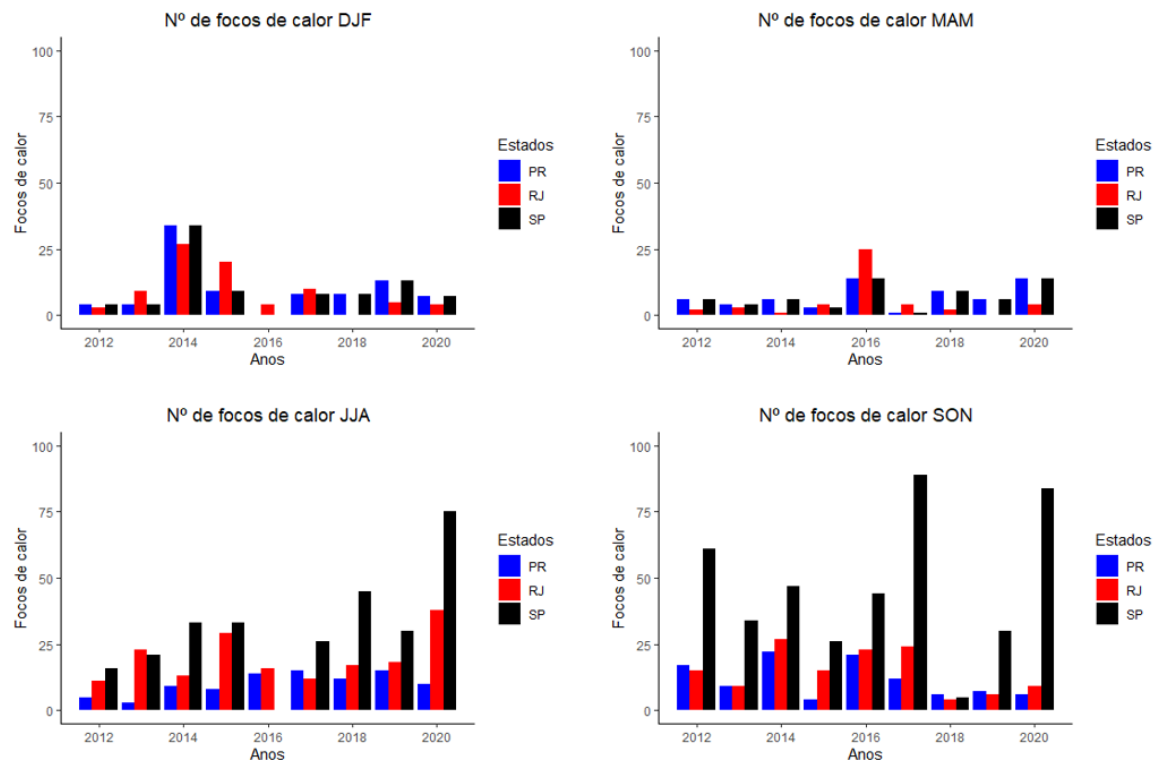 Nº de focos de calor DJF
100
75
50
25
0
Focos de calor
2012 2014 2016 2018 2020
Anos
Estados
PR
RJ
SP
Nº de focos de calor MAM
100
75
50
25
0
Focos de calor
2012 2014 2016 2018 2020
Anos
Estados
PR
RJ
SP
Nº de focos de calor JJA
100
75
50
25
0
Focos de calor
2012 2014 2016 2018 2020
Anos
Estados
PR
RJ
SP
Nº de focos de calor SON
100
75
50
25
0
Focos de calor
2012 2014 2016 2018 2020
Anos
Estados
PR
RJ
SP